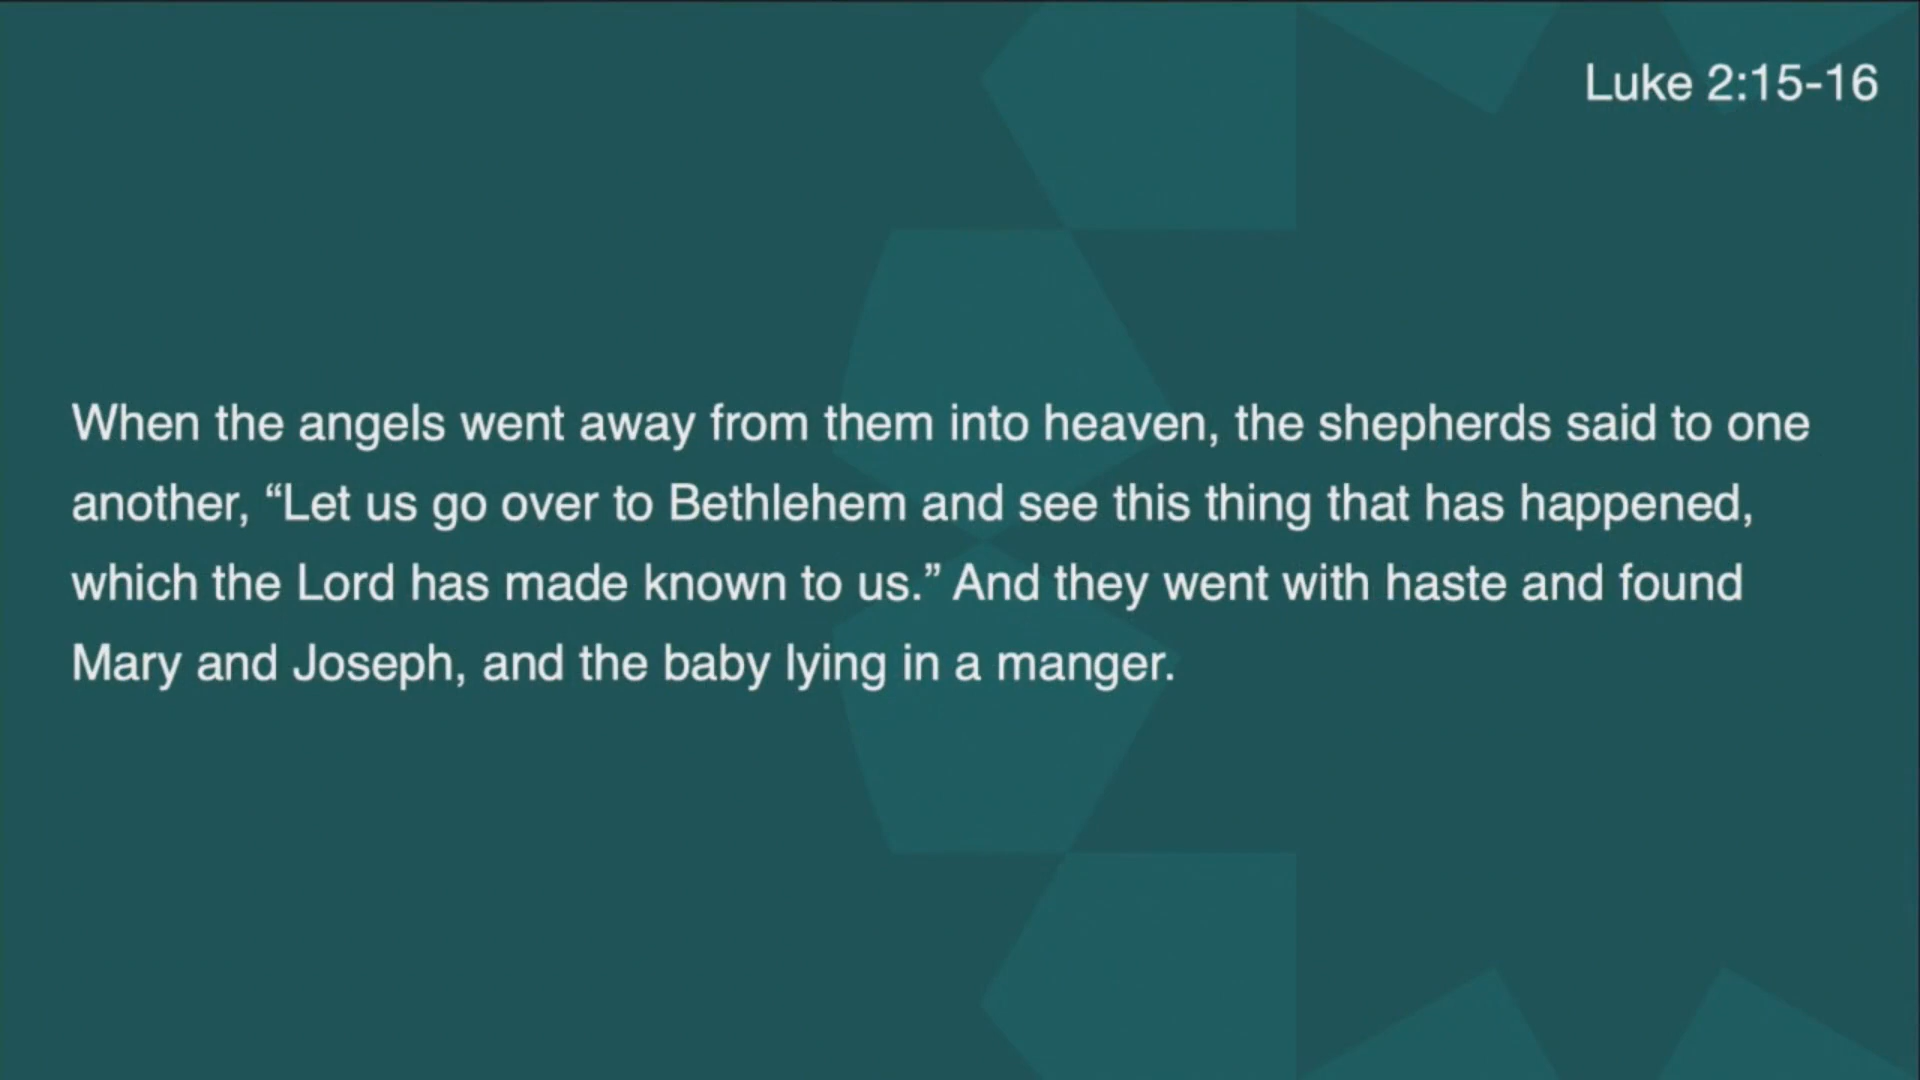 Luke 2:15-16
When the angels went away from them into heaven, the shepherds said to one
another, “Let us go over to Bethlehem and see this thing that has happened,
which the Lord has made known to us.” And they went with haste and found
Mary and Joseph, and the baby lying in a manger.